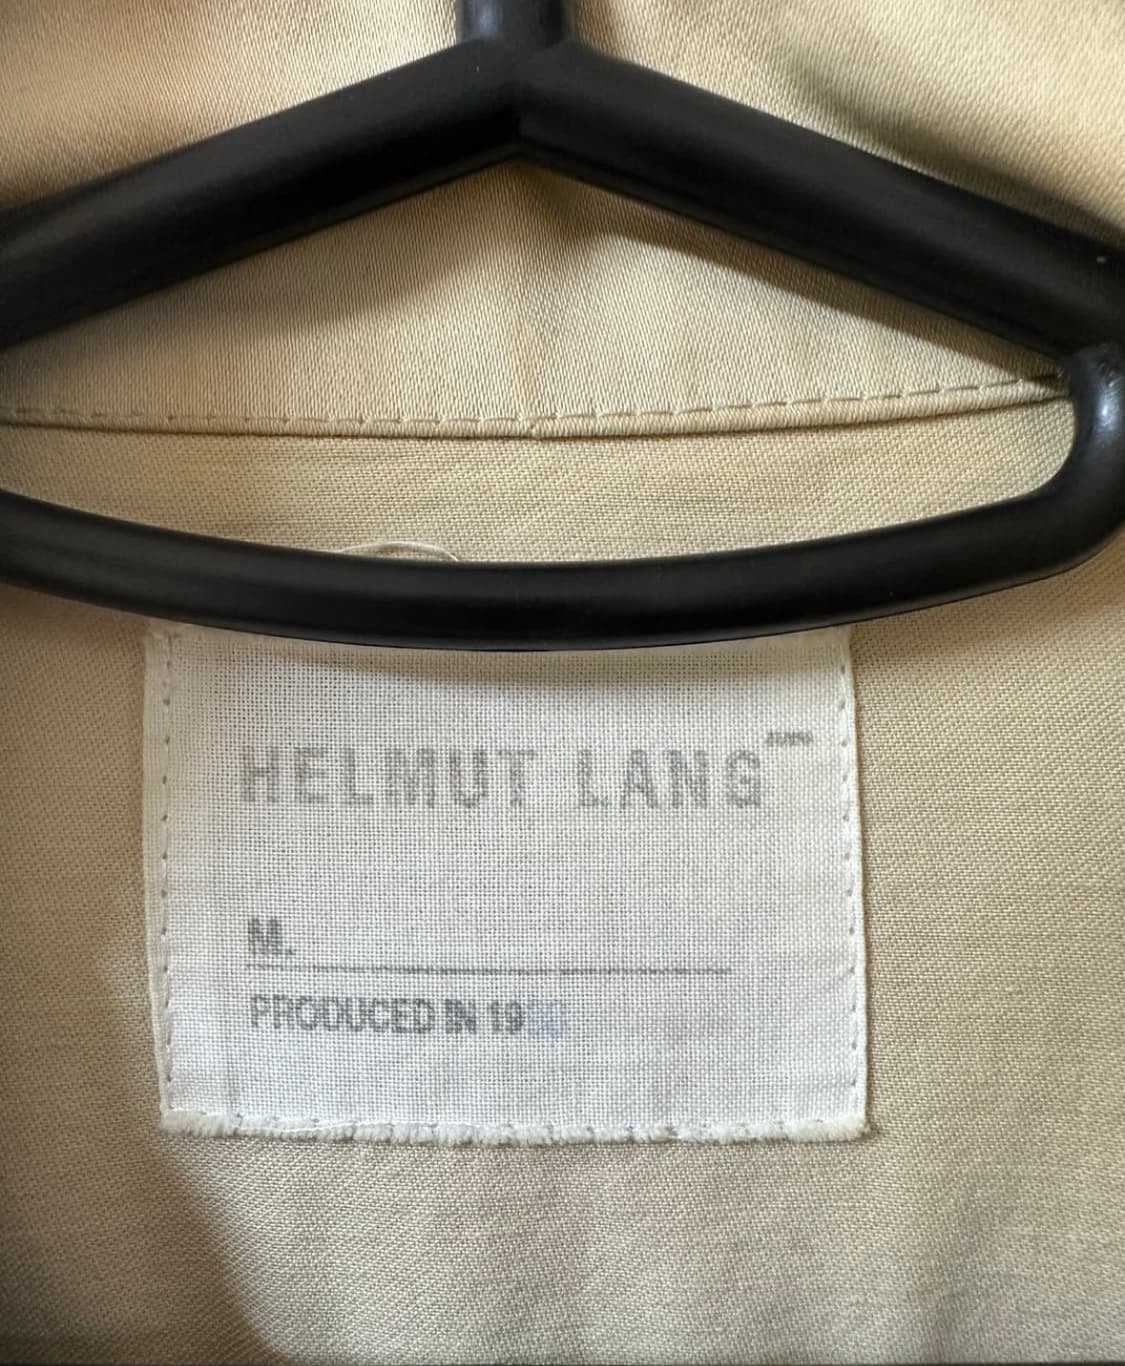 HELMUT LANG
M.
PRODUCED IN 19